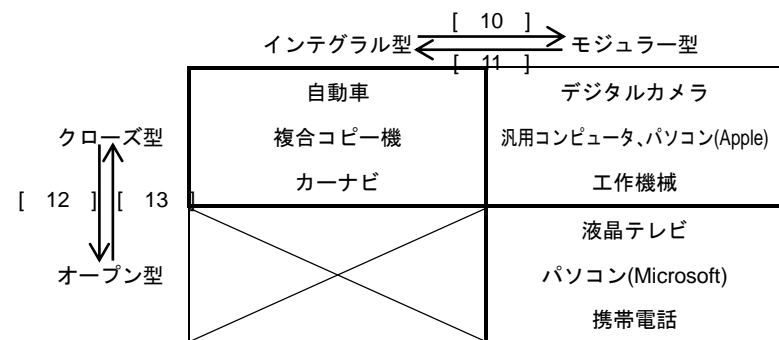 [ 10 ]
インテグラル型 モジュラー型
[ 11 ]
自動車 デジタルカメラ
クローズ型 複合コピー機 汎用コンピュータ、パソコン(Apple)
カーナビ 工作機械
[ 12 ] [ 13 ]
液晶テレビ
オープン型 パソコン(Microsoft)
携帯電話